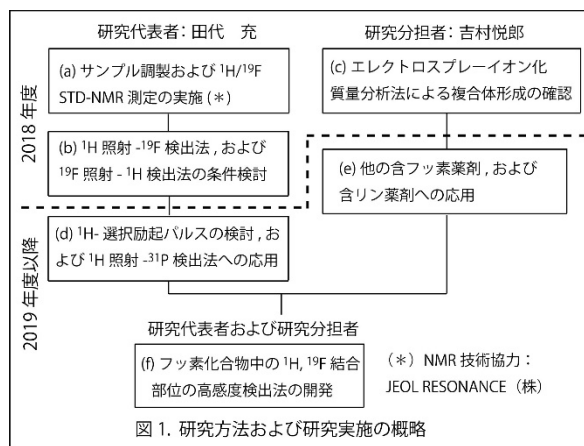 研究代表者：田代　充
研究分担者：吉村悦郎
2018年度
(a) サンプル調製および ¹H/¹⁹F
STD-NMR 測定の実施 (＊)
(c) エレクトロスプレーイオン化
質量分析法による複合体形成の確認
(b) ¹H 照射 -¹⁹F 検出法 , および
¹⁹F 照射 - ¹H 検出法の条件検討
(e) 他の含フッ素薬剤 , および
含リン薬剤への応用
2019年度以降
(d) ¹H- 選択励起パルスの検討 , お
よび ¹H 照射 -³¹P 検出法への応用
研究代表者および研究分担者
(f) フッ素化合物中の ¹H, ¹⁹F 結合
部位の高感度検出法の開発
(＊) NMR 技術協力：
JEOL RESONANCE（株）
図 1. 研究方法および研究実施の概略